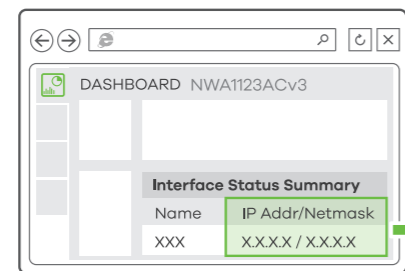 DASHBOARD NWA1123ACv3
Interface Status Summary
Name IP Addr/Netmask
XXX X.X.X.X / X.X.X.X